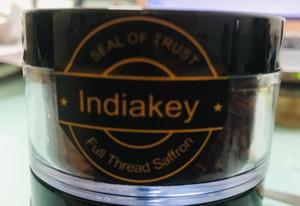 SEAL OF TRUST
Indiakey
Full Thread Saffron